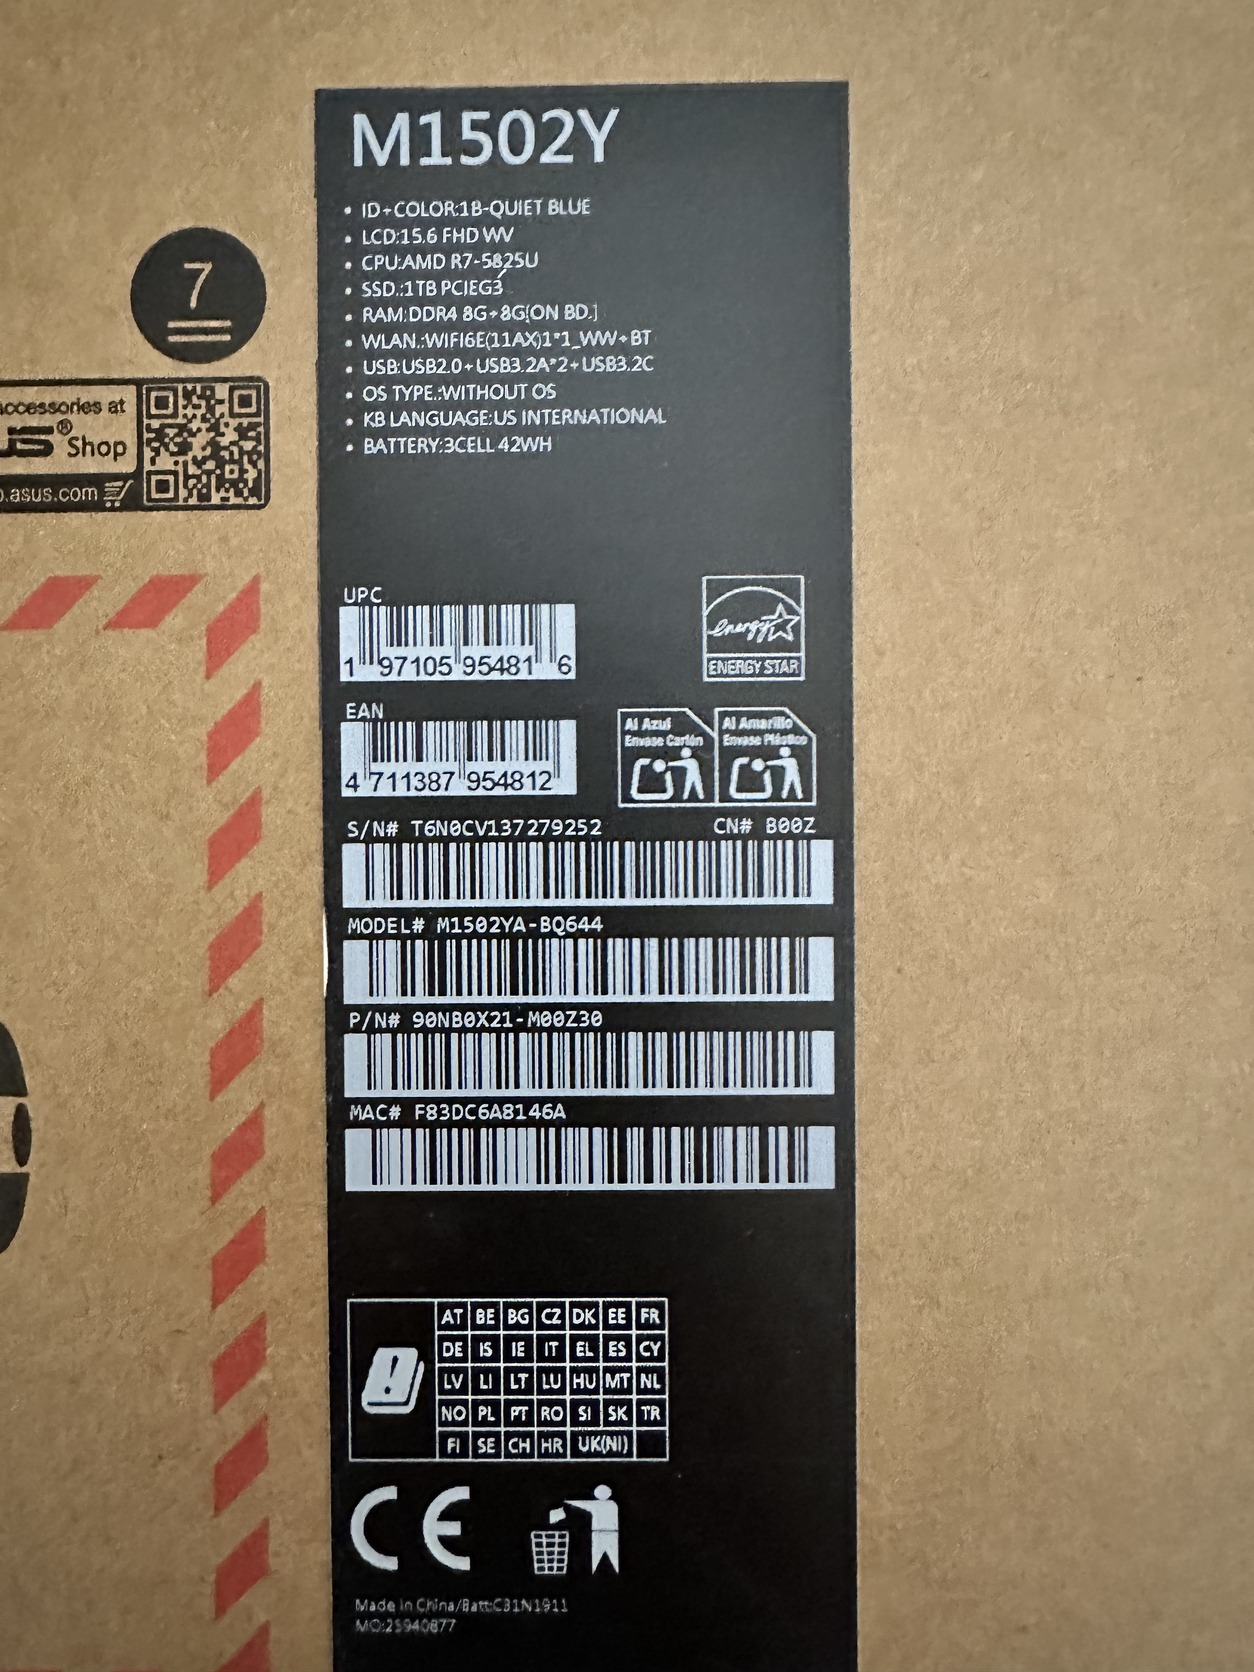 M1502Y
• ID+COLOR:1B-QUIET BLUE
• LCD:15.6 FHD WV
• CPU:AMD R7-5825U
• SSD.:1TB PCIEG3
• RAM:DDR4 8G+8G[ON BD.]
• WLAN.:WIFI6E(11AX)1*1_WW+BT
• USB:USB2.0+USB3.2A*2+USB3.2C
• OS TYPE.:WITHOUT OS
• KB LANGUAGE:US INTERNATIONAL
• BATTERY:3CELL 42WH
7
accessories at
US® Shop
p.asus.com
UPC
1 97105 95481 6
energy
ENERGY STAR
EAN
4 711387 954812
Al Azul
Envase Cartón
Al Amarillo
Envase Plástico
S/N# T6N0CV137279252 CN# B00Z
MODEL# M1502YA-BQ644
P/N# 90NB0X21-M00Z30
MAC# F83DC6A8146A
AT BE BG CZ DK EE FR
DE IS IE IT EL ES CY
LV LI LT LU HU MT NL
NO PL PT RO SI SK TR
FI SE CH HR UK(NI)
CE
Made in China/Batt:C31N1911
MO:25940877